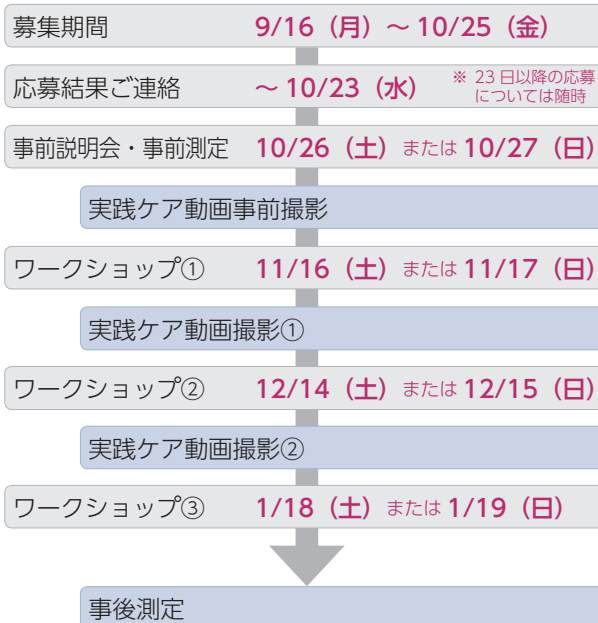 募集期間 9/16（月）～ 10/25（金）
応募結果ご連絡 ～ 10/23（水） ※ 23 日以降の応募
については随時
事前説明会・事前測定 10/26（土）または 10/27（日）
実践ケア動画事前撮影
ワークショップ① 11/16（土）または 11/17（日）
実践ケア動画撮影①
ワークショップ② 12/14（土）または 12/15（日）
実践ケア動画撮影②
ワークショップ③ 1/18（土）または 1/19（日）
事後測定